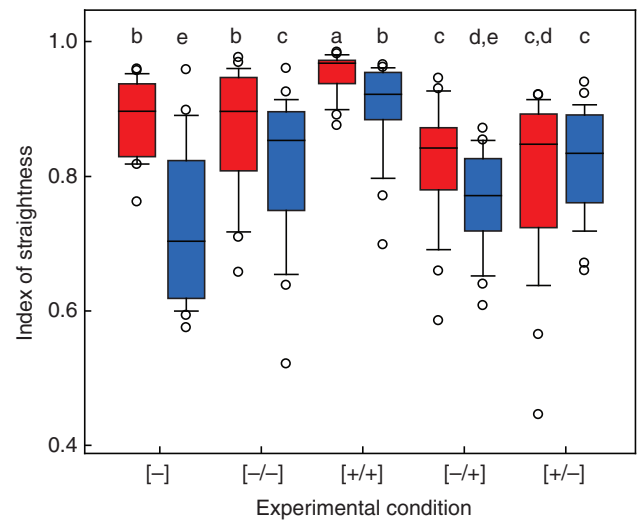 b e b c a b c d,e c,d c
1.0
0.8
0.6
0.4
Index of straightness
[–] [–/–] [+/+] [–/+] [+/–]
Experimental condition